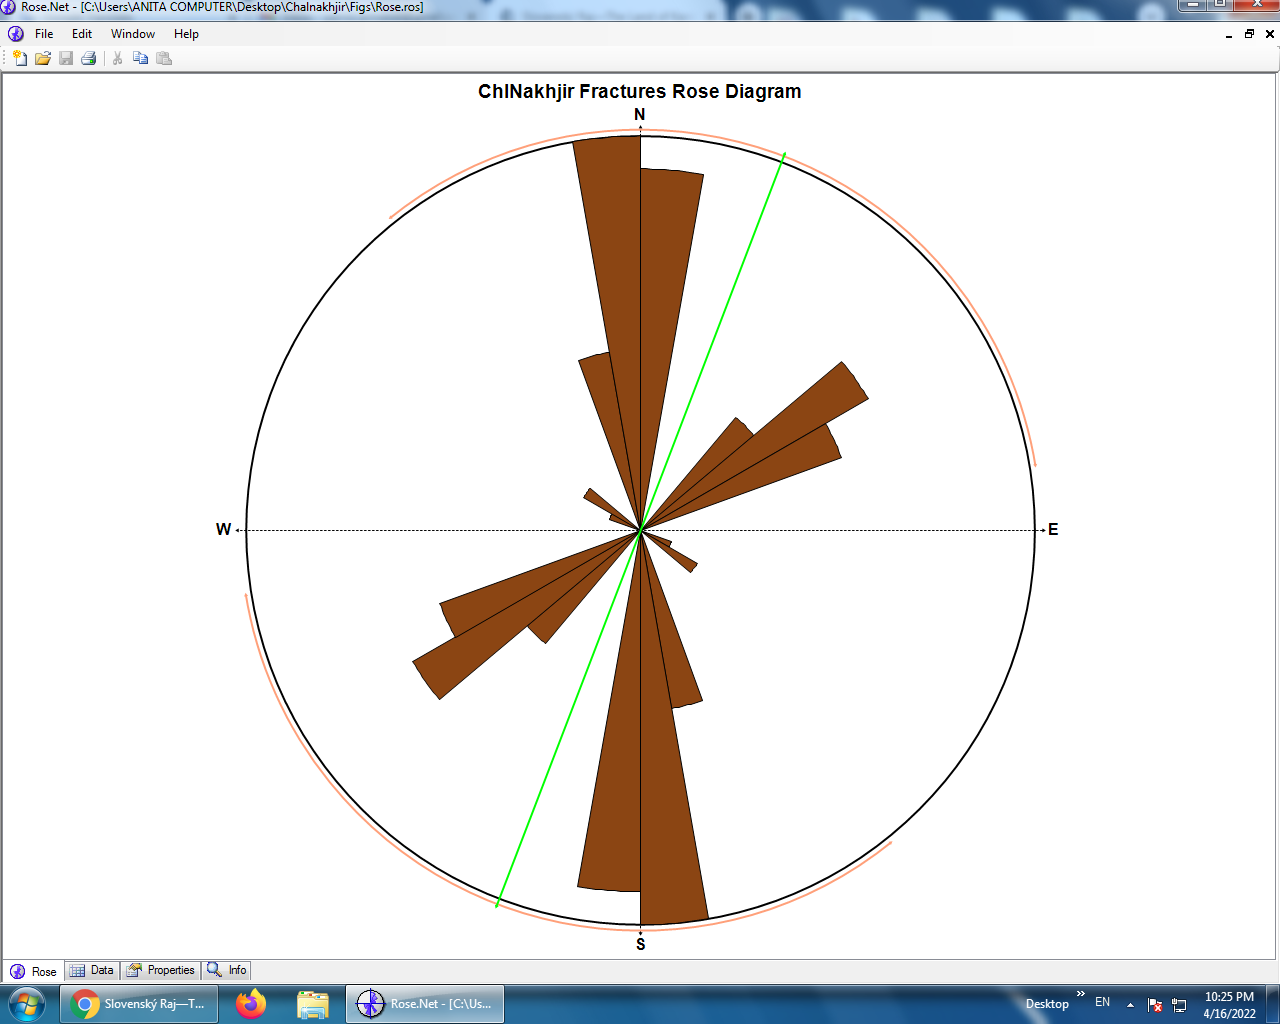 Rose.Net - [C:\Users\ANITA COMPUTER\Desktop\Chalnakhjir\Figs\Rose.ros]
File Edit Window Help
ChlNakhjir Fractures Rose Diagram
N
W
E
S
Rose Data Properties Info
Slovenský Raj—T... Rose.Net - [C:\Us... Desktop » EN 10:25 PM
4/16/2022